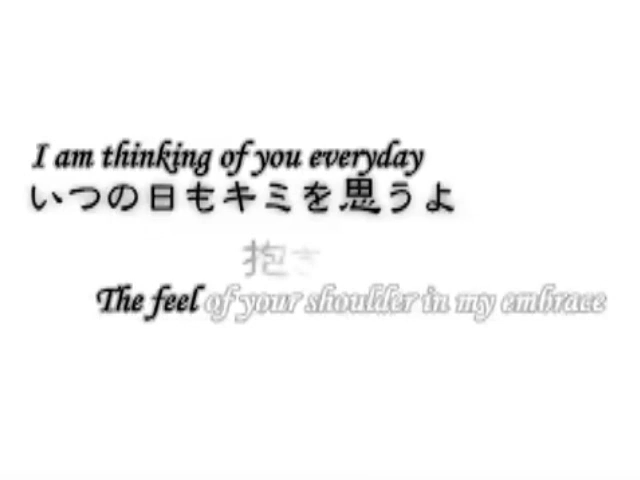 I am thinking of you everyday
いつの日もキミを思うよ
抱き
The feel of your shoulder in my embrace